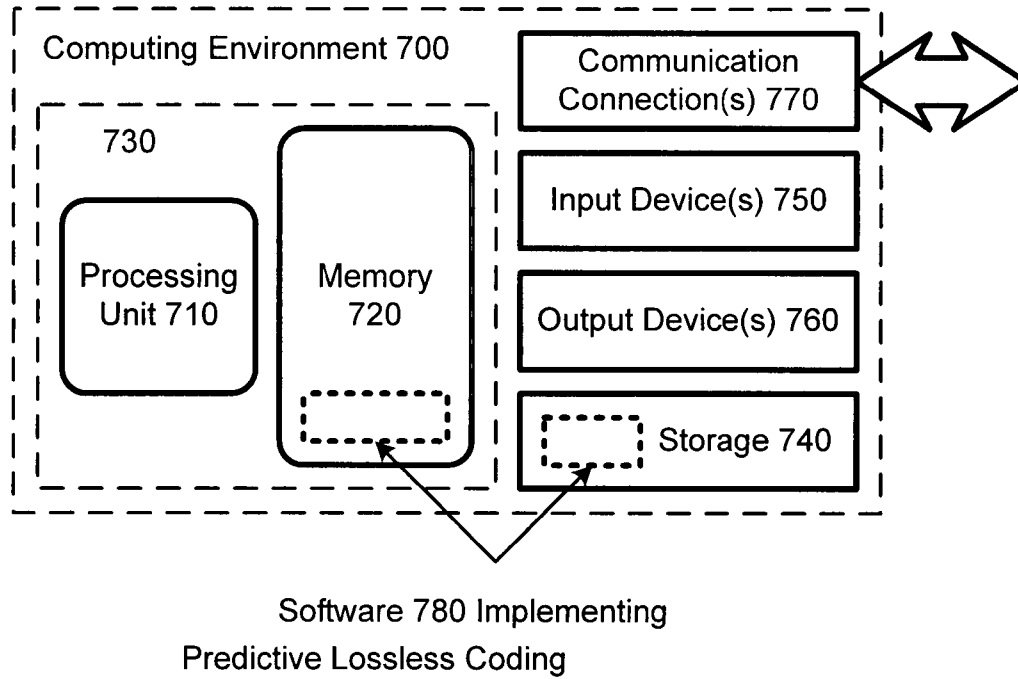 Computing Environment 700
730
Processing
Unit 710
Memory
720
Communication
Connection(s) 770
Input Device(s) 750
Output Device(s) 760
Storage 740
Software 780 Implementing
Predictive Lossless Coding